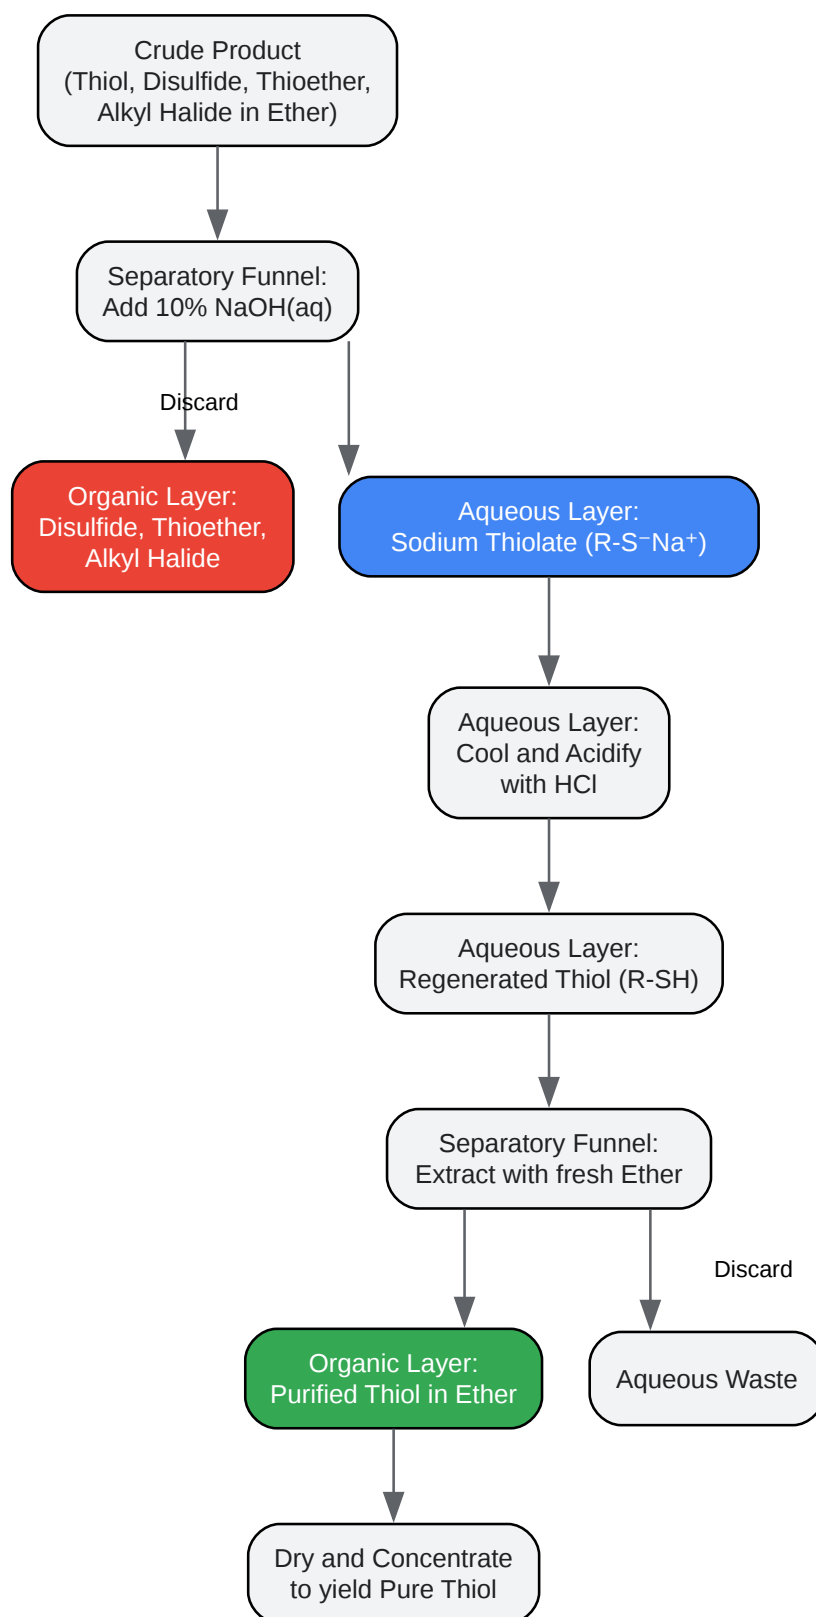 Crude Product
(Thiol, Disulfide, Thioether,
Alkyl Halide in Ether)
Separatory Funnel:
Add 10% NaOH(aq)
Discard
Organic Layer:
Disulfide, Thioether,
Alkyl Halide
Aqueous Layer:
Sodium Thiolate (R-S⁻Na⁺)
Aqueous Layer:
Cool and Acidify
with HCl
Aqueous Layer:
Regenerated Thiol (R-SH)
Separatory Funnel:
Extract with fresh Ether
Discard
Organic Layer:
Purified Thiol in Ether
Aqueous Waste
Dry and Concentrate
to yield Pure Thiol